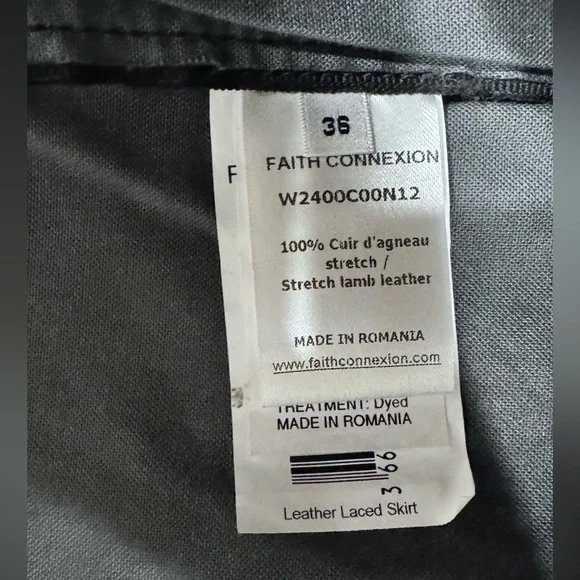 36
F
FAITH CONNEXION
W2400C00N12
100% Cuir d'agneau
stretch /
Stretch lamb leather
MADE IN ROMANIA
www.faithconnexion.com
TREATMENT: Dyed
MADE IN ROMANIA
366
Leather Laced Skirt